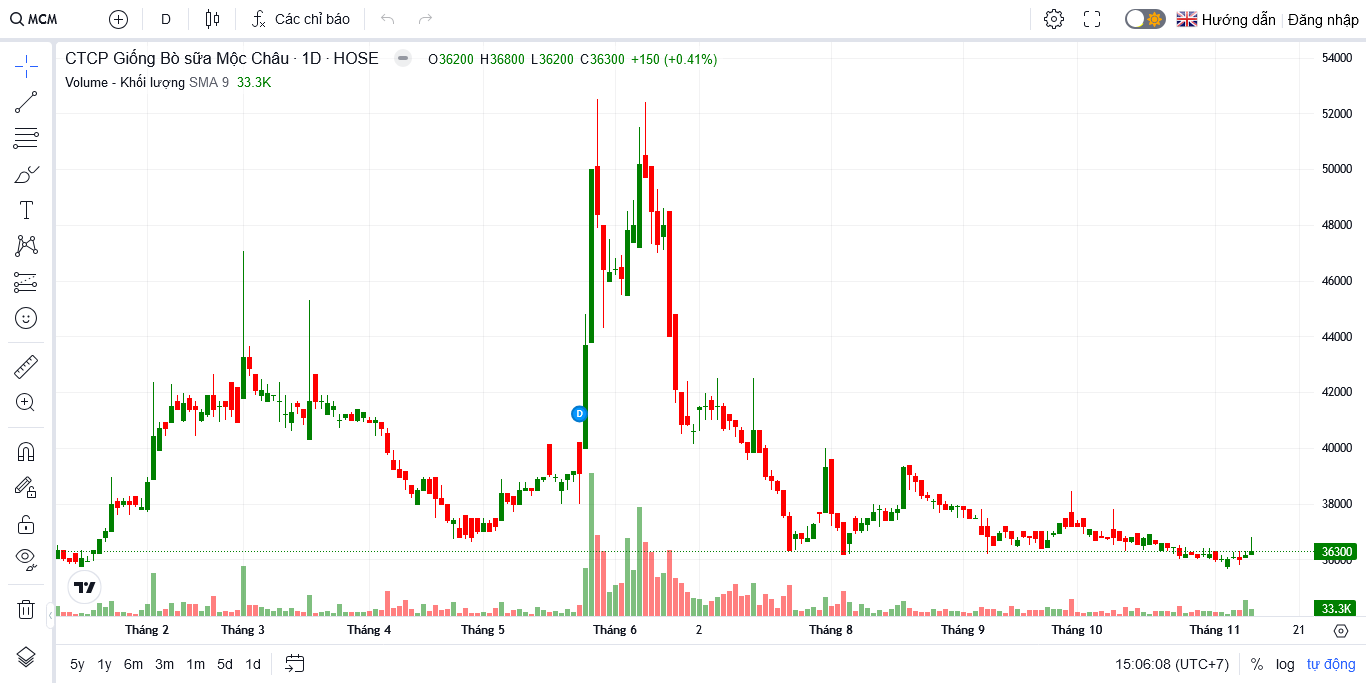 MCM D Các chỉ báo Hướng dẫn Đăng nhập
CTCP Giống Bò sữa Mộc Châu · 1D · HOSE O36200 H36800 L36200 C36300 +150 (+0.41%)
Volume - Khối lượng SMA 9 33.3K
54000
52000
50000
48000
46000
44000
42000
D
40000
38000
36300
36000
33.3K
Tháng 2 Tháng 3 Tháng 4 Tháng 5 Tháng 6 2 Tháng 8 Tháng 9 Tháng 10 Tháng 11 21
5y 1y 6m 3m 1m 5d 1d 15:06:08 (UTC+7) % log tự động